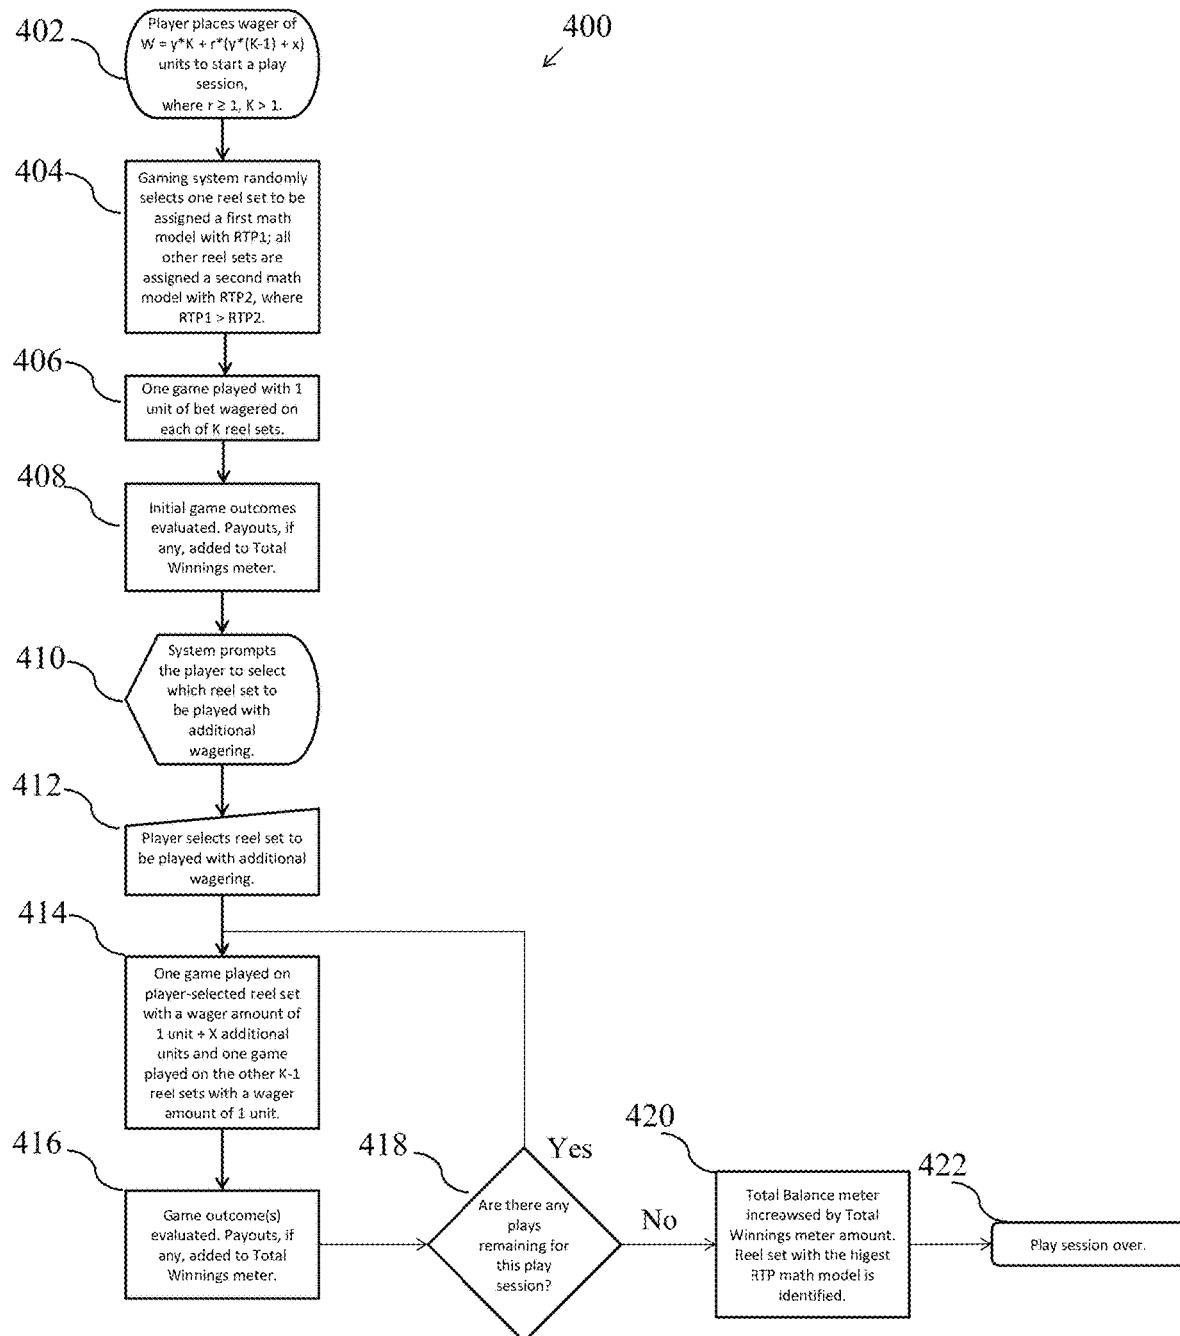 400
402
Player places wager of
W = y*K + r*(y*(K-1) + x)
units to start a play
session,
where r ≥ 1, K > 1.
404
Gaming system randomly
selects one reel set to be
assigned a first math
model with RTP1; all
other reel sets are
assigned a second math
model with RTP2, where
RTP1 > RTP2.
406
One game played with 1
unit of bet wagered on
each of K reel sets.
408
Initial game outcomes
evaluated. Payouts, if
any, added to Total
Winnings meter.
410
System prompts
the player to select
which reel set to
be played with
additional
wagering.
412
Player selects reel set to
be played with additional
wagering.
414
One game played on
player-selected reel set
with a wager amount of
1 unit + X additional
units and one game
played on the other K-1
reel sets with a wager
amount of 1 unit.
416
Game outcome(s)
evaluated. Payouts, if
any, added to Total
Winnings meter.
418
Yes
Are there any
plays
remaining for
this play
session?
No
420
Total Balance meter
increawsed by Total
Winnings meter amount.
Reel set with the higest
RTP math model is
identified.
422
Play session over.